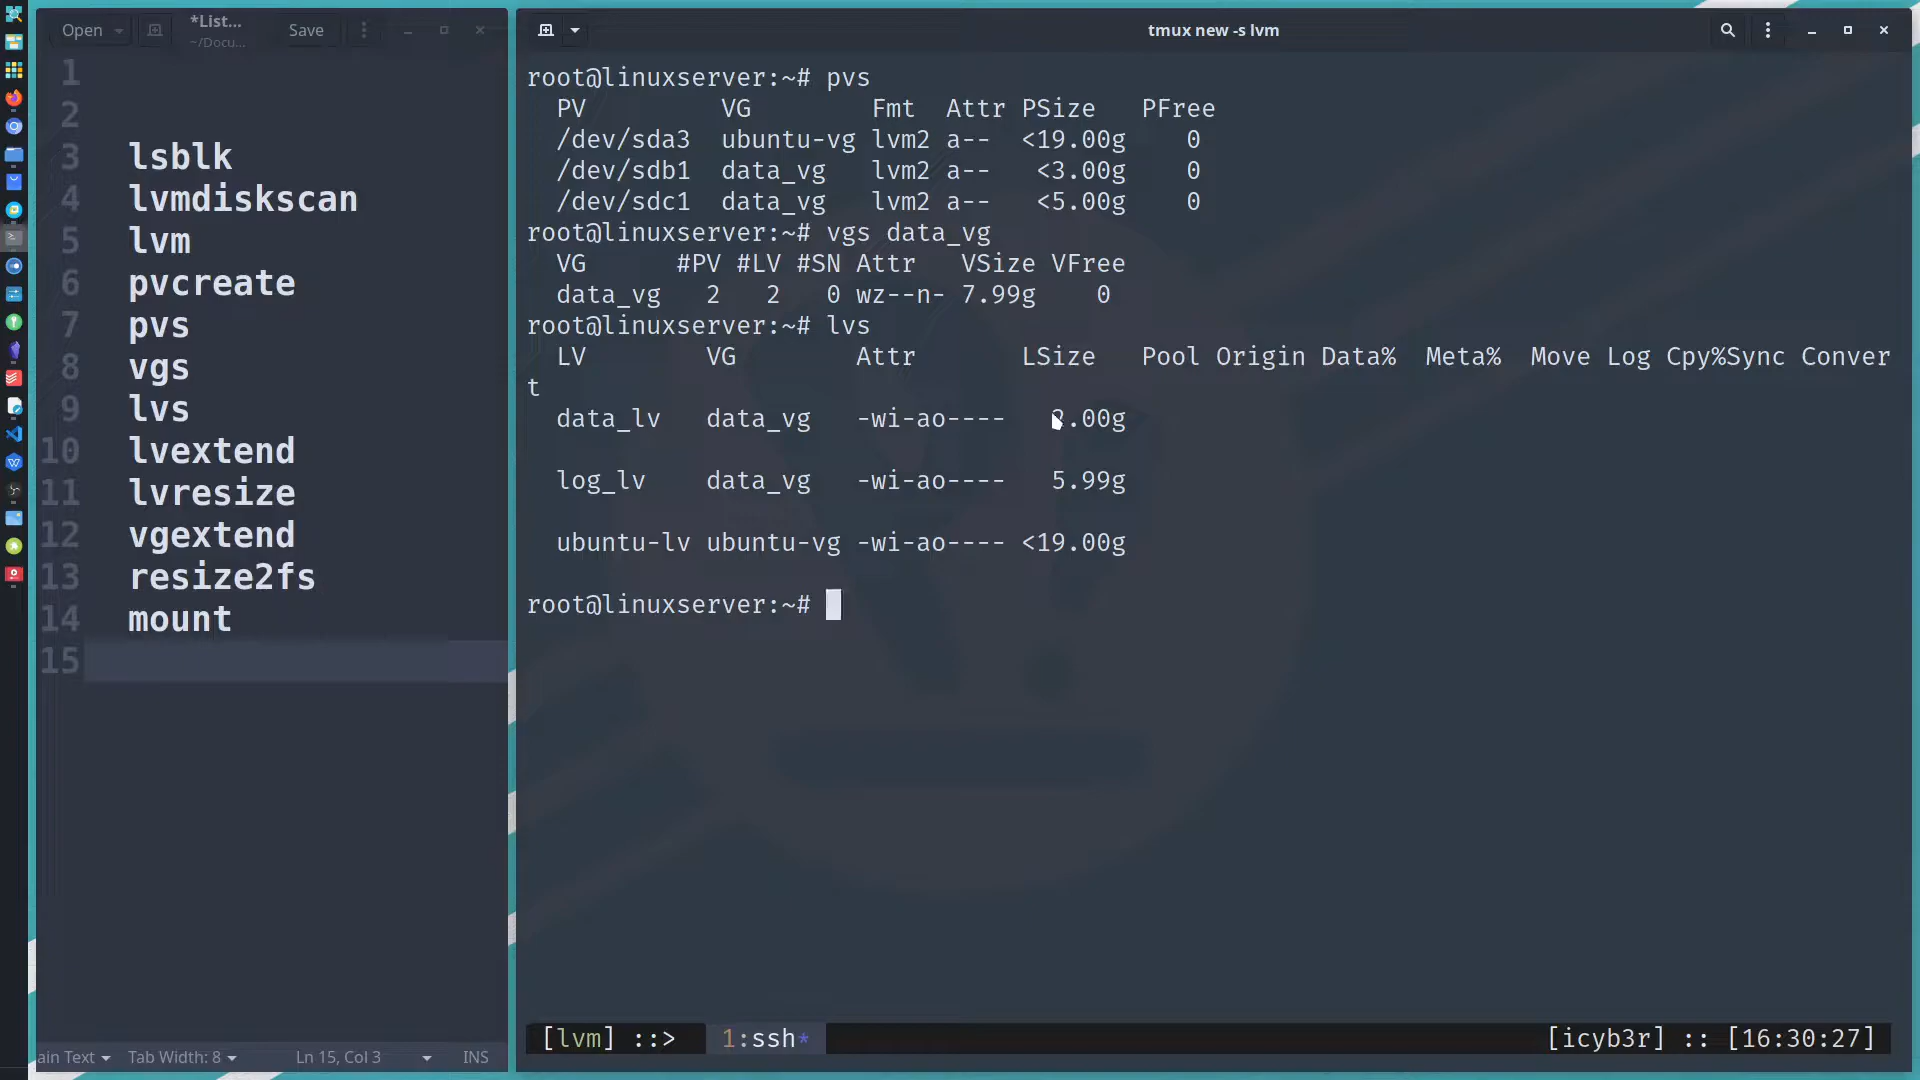 Open
*List...
~/Docu...
Save
1
2
3 lsblk
4 lvmdiskscan
5 lvm
6 pvcreate
7 pvs
8 vgs
9 lvs
10 lvextend
11 lvresize
12 vgextend
13 resize2fs
14 mount
15
ain Text Tab Width: 8 Ln 15, Col 3 INS
tmux new -s lvm
root@linuxserver:~# pvs
PV VG Fmt Attr PSize PFree
/dev/sda3 ubuntu-vg lvm2 a-- <19.00g 0
/dev/sdb1 data_vg lvm2 a-- <3.00g 0
/dev/sdc1 data_vg lvm2 a-- <5.00g 0
root@linuxserver:~# vgs data_vg
VG #PV #LV #SN Attr VSize VFree
data_vg 2 2 0 wz--n- 7.99g 0
root@linuxserver:~# lvs
LV VG Attr LSize Pool Origin Data% Meta% Move Log Cpy%Sync Conver
t
data_lv data_vg -wi-ao----
log_lv data_vg -wi-ao---- 5.99g
ubuntu-lv ubuntu-vg -wi-ao---- <19.00g
root@linuxserver:~#
[lvm] ::> 1:ssh* [icyb3r] :: [16:30:27]